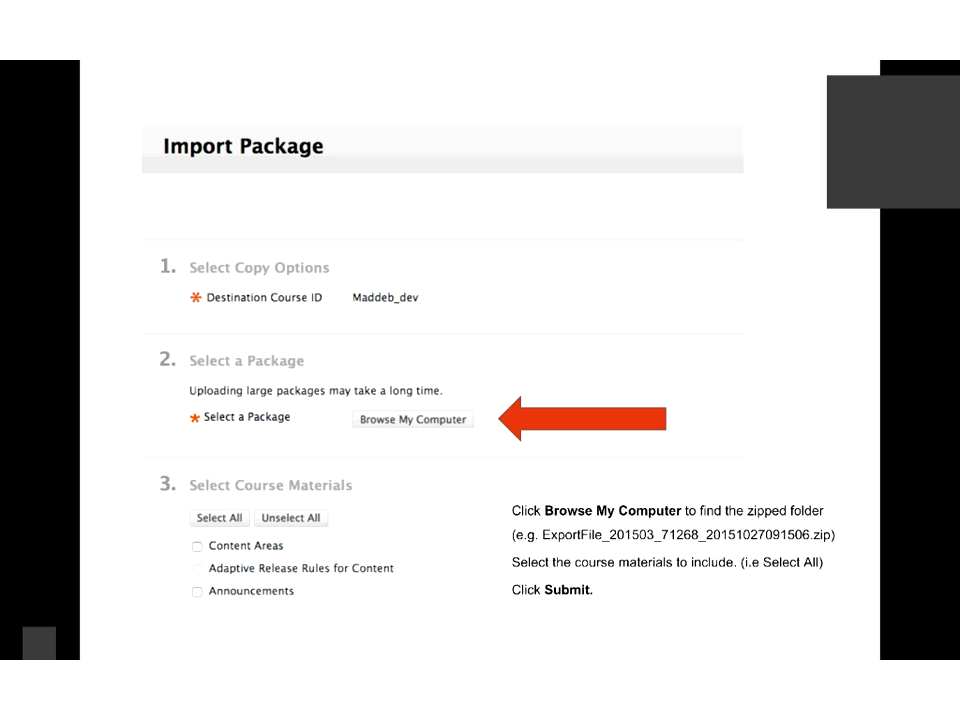 Import Package
1. Select Copy Options
* Destination Course ID Maddeb_dev
2. Select a Package
Uploading large packages may take a long time.
* Select a Package Browse My Computer
3. Select Course Materials
Select All Unselect All
Content Areas
Adaptive Release Rules for Content
Announcements
Click Browse My Computer to find the zipped folder
(e.g. ExportFile_201503_71268_20151027091506.zip)
Select the course materials to include. (i.e Select All)
Click Submit.